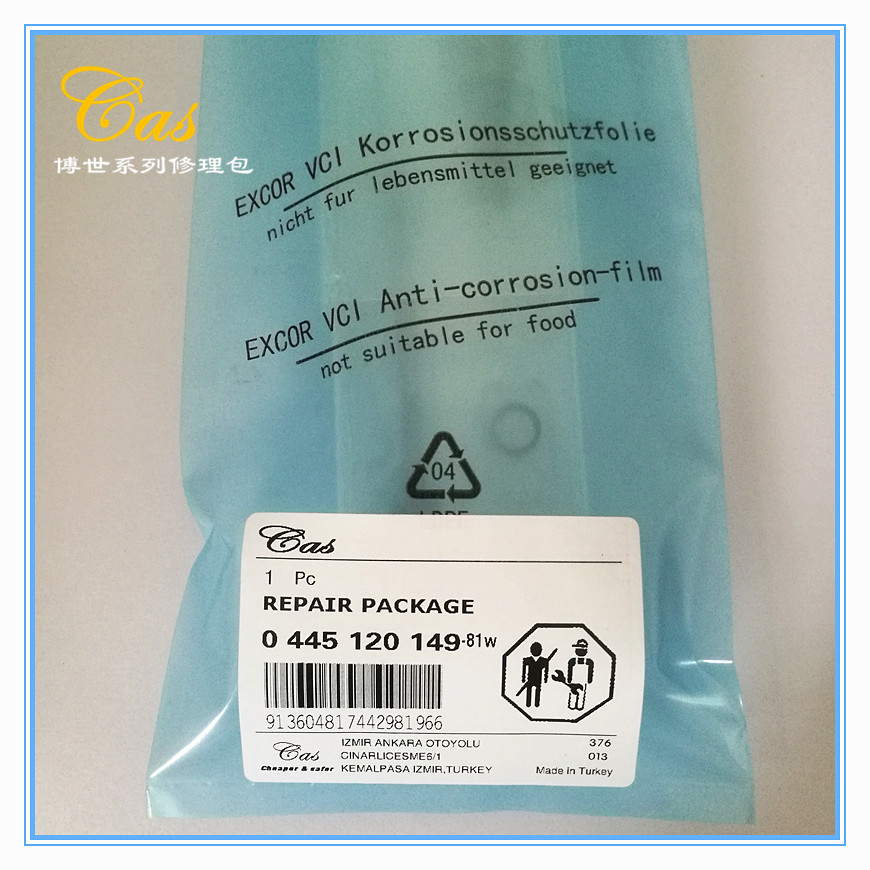 Cas
博世系列修理包
EXCOR VCI Korrosionsschutzfolie
nicht fur lebensmittel geeignet
EXCOR VCI Anti-corrosion-film
not suitable for food
04
Cas
1 Pc
REPAIR PACKAGE
0 445 120 149-81W
913604817442981966
Cas
Cheaper & safer
IZMIR ANKARA OTOYOLU
CINARLICESME6/1
KEMALPASA IZMIR,TURKEY
376
013
Made in Turkey